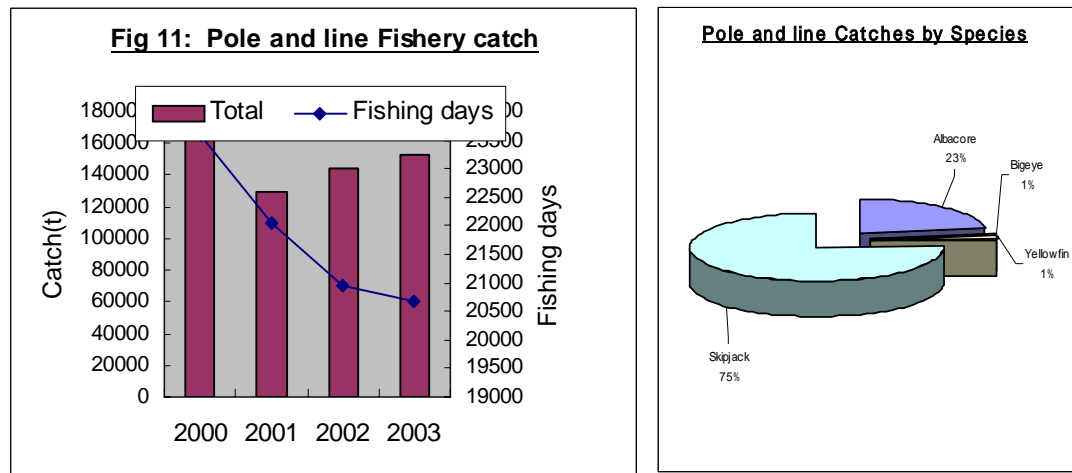 Fig 11: Pole and line Fishery catch
Total
Fishing days
18000
16000
140000
120000
100000
80000
60000
40000
20000
0
Catch(t)
23500
23000
22500
22000
21500
21000
20500
20000
19500
19000
Fishing days
2000 2001 2002 2003
Pole and line Catches by Species
Albacore
23%
Bigeye
1%
Yellowfin
1%
Skipjack
75%